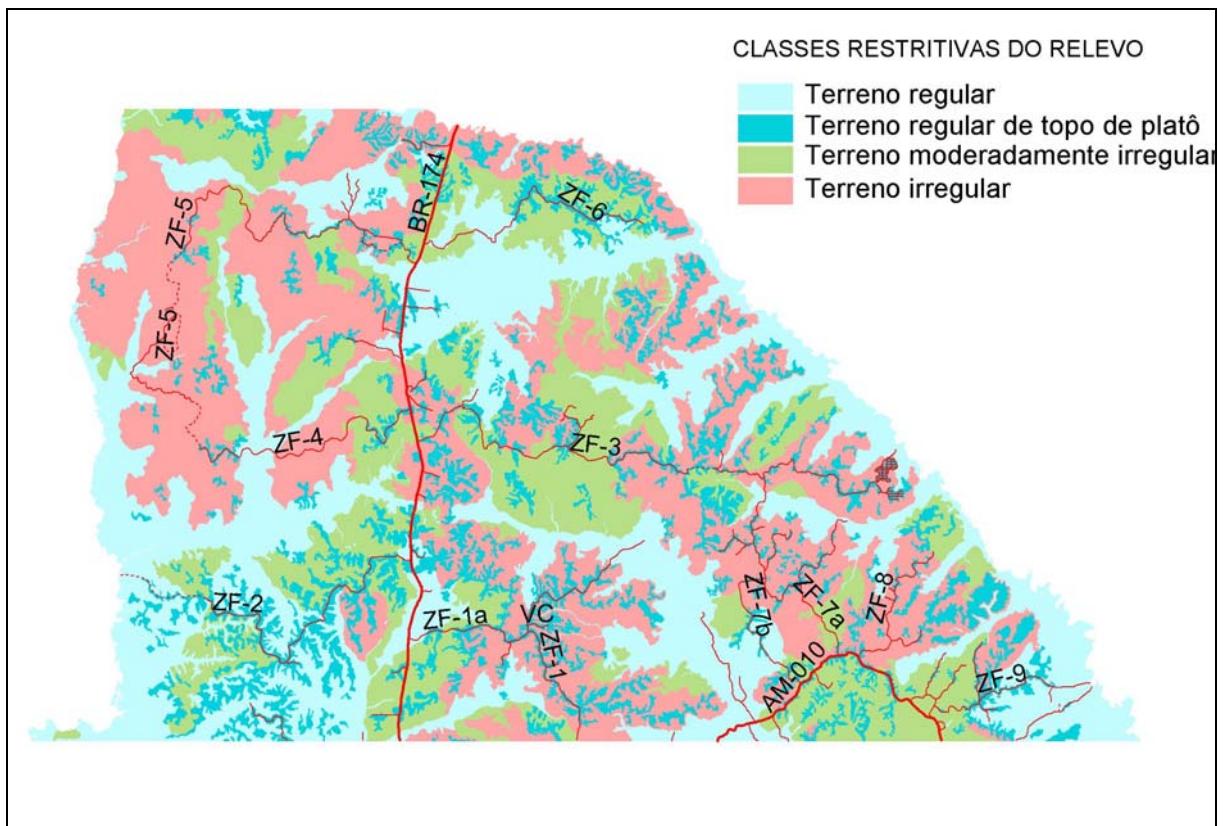 CLASSES RESTRITIVAS DO RELEVO
Terreno regular
Terreno regular de topo de platô
Terreno moderadamente irregular
Terreno irregular
BR-174
ZF-6
ZF-5
ZF-5
ZF-4
ZF-3
ZF-2
ZF-1a
VC
ZF-1
ZF-7b
ZF-7a
ZF-8
AM-010
ZF-9